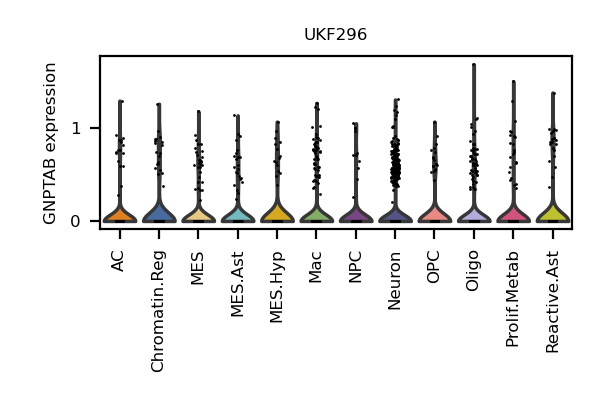 UKF296
GNPTAB expression
1
0
AC
Chromatin.Reg
MES
MES.Ast
MES.Hyp
Mac
NPC
Neuron
OPC
Oligo
Prolif.Metab
Reactive.Ast